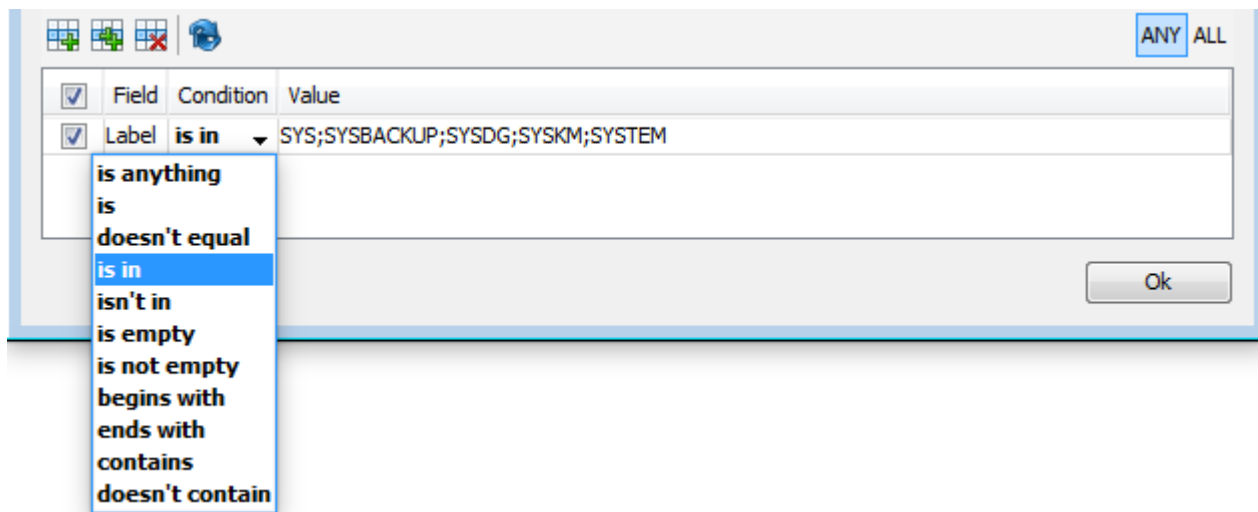 ANY ALL
Field Condition Value
Label is in SYS;SYSBACKUP;SYSDG;SYSKM;SYSTEM
is anything
is
doesn't equal
is in
isn't in
is empty
is not empty
begins with
ends with
contains
doesn't contain
Ok